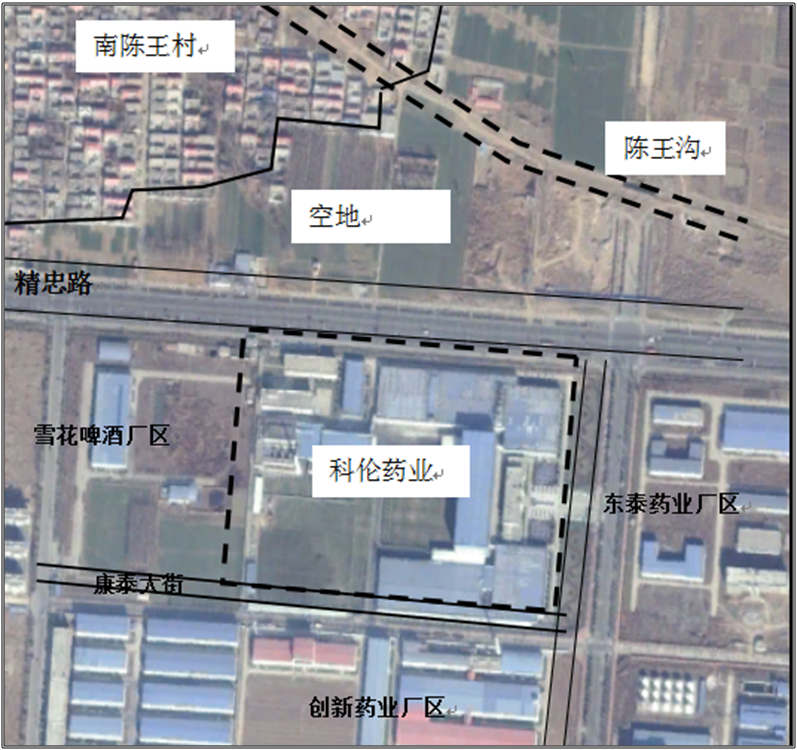 南陈王村
陈王沟
空地
精忠路
雪花啤酒厂区
科伦药业
东泰药业厂区
康泰大街
创新药业厂区